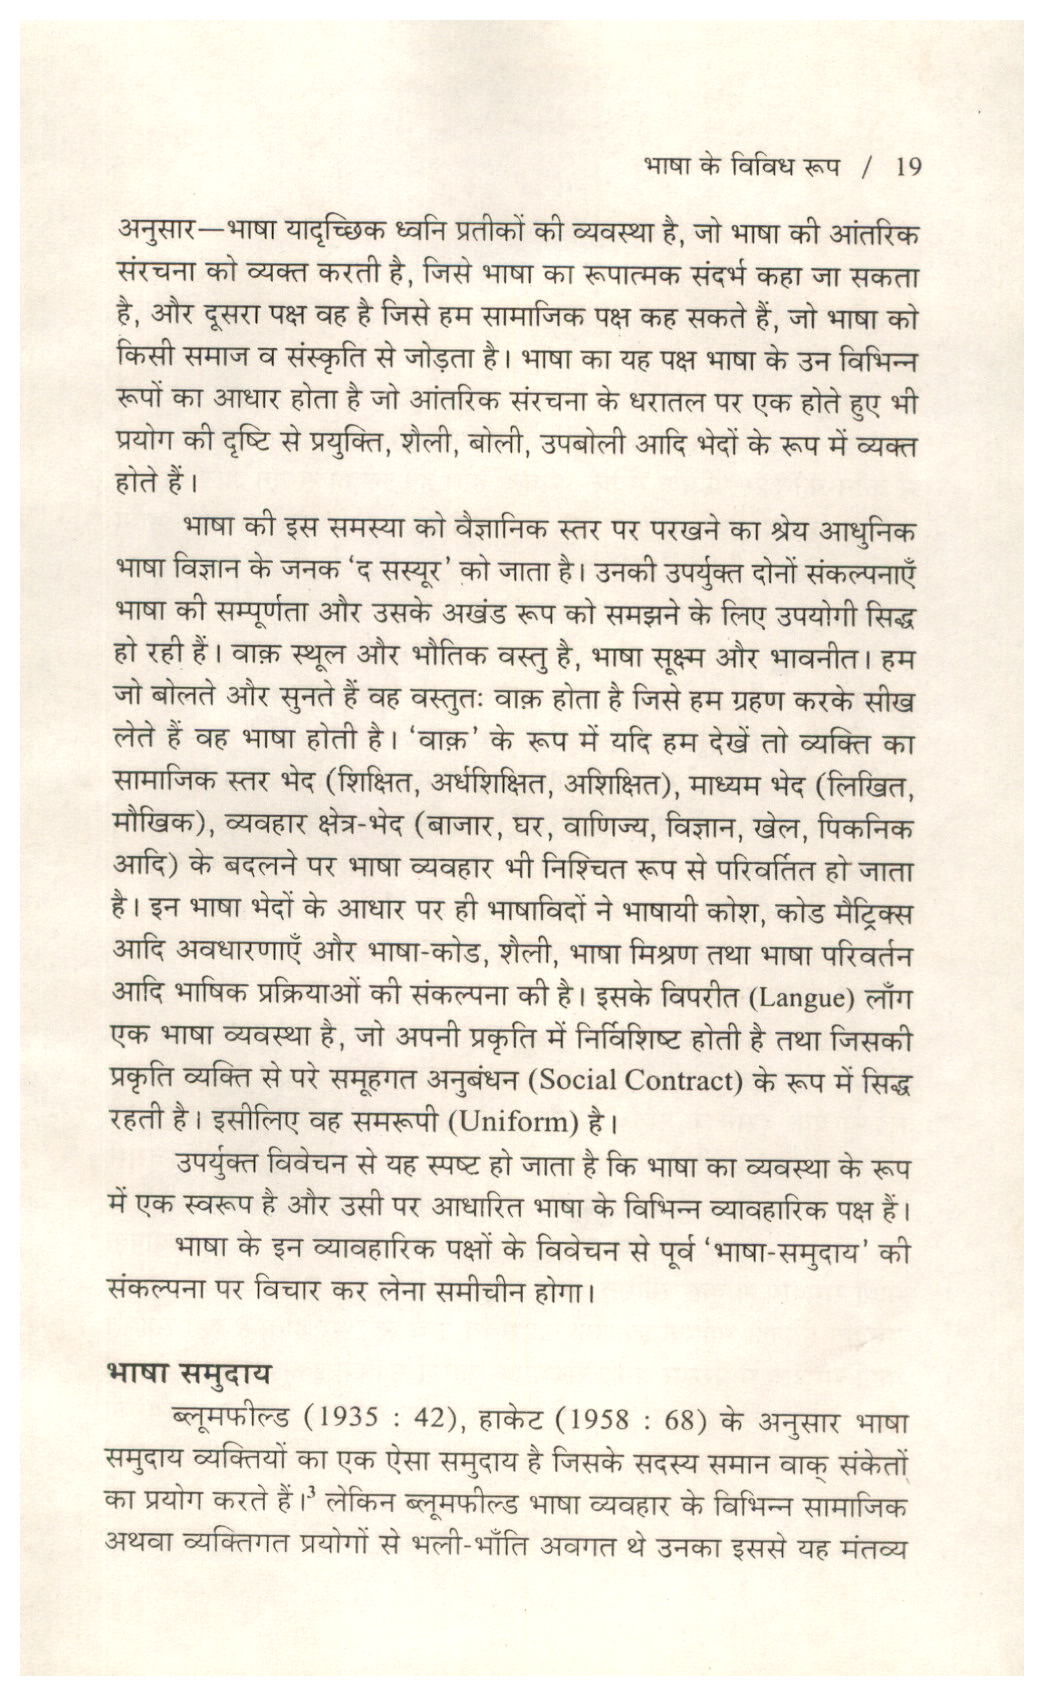 भाषा के विविध रूप / 19
अनुसार—भाषा यादृच्छिक ध्वनि प्रतीकों की व्यवस्था है, जो भाषा की आंतरिक
संरचना को व्यक्त करती है, जिसे भाषा का रूपात्मक संदर्भ कहा जा सकता
है, और दूसरा पक्ष वह है जिसे हम सामाजिक पक्ष कह सकते हैं, जो भाषा को
किसी समाज व संस्कृति से जोड़ता है। भाषा का यह पक्ष भाषा के उन विभिन्न
रूपों का आधार होता है जो आंतरिक संरचना के धरातल पर एक होते हुए भी
प्रयोग की दृष्टि से प्रयुक्ति, शैली, बोली, उपबोली आदि भेदों के रूप में व्यक्त
होते हैं।
भाषा की इस समस्या को वैज्ञानिक स्तर पर परखने का श्रेय आधुनिक
भाषा विज्ञान के जनक ‘द सस्यूर’ को जाता है। उनकी उपर्युक्त दोनों संकल्पनाएँ
भाषा की सम्पूर्णता और उसके अखंड रूप को समझने के लिए उपयोगी सिद्ध
हो रही हैं। वाक़ स्थूल और भौतिक वस्तु है, भाषा सूक्ष्म और भावनीत। हम
जो बोलते और सुनते हैं वह वस्तुतः वाक़ होता है जिसे हम ग्रहण करके सीख
लेते हैं वह भाषा होती है। ‘वाक़’ के रूप में यदि हम देखें तो व्यक्ति का
सामाजिक स्तर भेद (शिक्षित, अर्धशिक्षित, अशिक्षित), माध्यम भेद (लिखित,
मौखिक), व्यवहार क्षेत्र-भेद (बाजार, घर, वाणिज्य, विज्ञान, खेल, पिकनिक
आदि) के बदलने पर भाषा व्यवहार भी निश्चित रूप से परिवर्तित हो जाता
है। इन भाषा भेदों के आधार पर ही भाषाविदों ने भाषायी कोश, कोड मैट्रिक्स
आदि अवधारणाएँ और भाषा-कोड, शैली, भाषा मिश्रण तथा भाषा परिवर्तन
आदि भाषिक प्रक्रियाओं की संकल्पना की है। इसके विपरीत (Langue) लाँग
एक भाषा व्यवस्था है, जो अपनी प्रकृति में निर्विशिष्ट होती है तथा जिसकी
प्रकृति व्यक्ति से परे समूहगत अनुबंधन (Social Contract) के रूप में सिद्ध
रहती है। इसीलिए वह समरूपी (Uniform) है।
उपर्युक्त विवेचन से यह स्पष्ट हो जाता है कि भाषा का व्यवस्था के रूप
में एक स्वरूप है और उसी पर आधारित भाषा के विभिन्न व्यावहारिक पक्ष हैं।
भाषा के इन व्यावहारिक पक्षों के विवेचन से पूर्व ‘भाषा-समुदाय’ की
संकल्पना पर विचार कर लेना समीचीन होगा।
भाषा समुदाय
ब्लूमफील्ड (1935 : 42), हाकेट (1958 : 68) के अनुसार भाषा
समुदाय व्यक्तियों का एक ऐसा समुदाय है जिसके सदस्य समान वाक् संकेतों
का प्रयोग करते हैं।³ लेकिन ब्लूमफील्ड भाषा व्यवहार के विभिन्न सामाजिक
अथवा व्यक्तिगत प्रयोगों से भली-भाँति अवगत थे उनका इससे यह मंतव्य